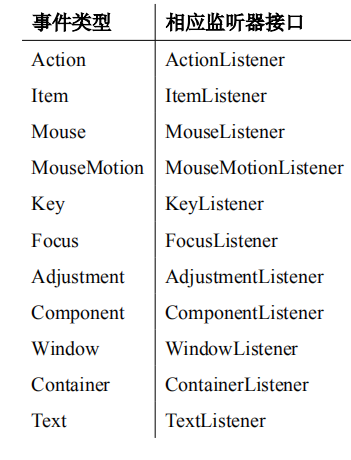 事件类型 相应监听器接口
Action ActionListener
Item ItemListener
Mouse MouseListener
MouseMotion MouseMotionListener
Key KeyListener
Focus FocusListener
Adjustment AdjustmentListener
Component ComponentListener
Window WindowListener
Container ContainerListener
Text TextListener